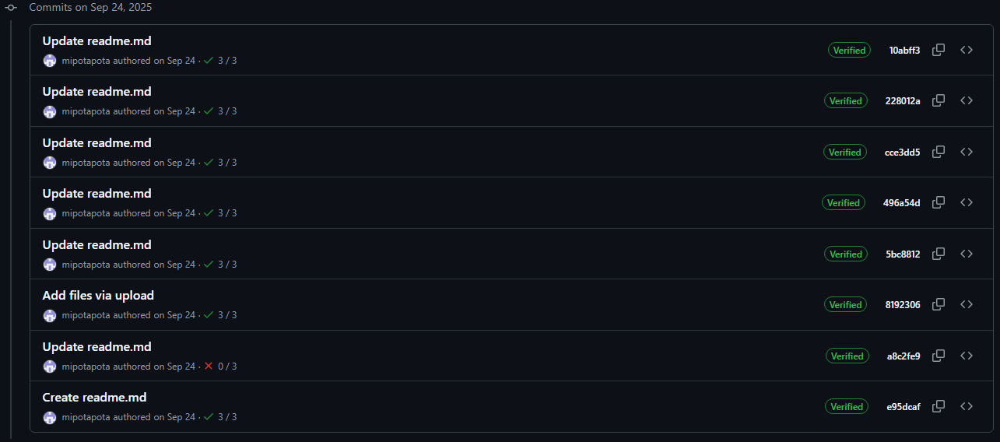 Commits on Sep 24, 2025
Update readme.md
mipotapota authored on Sep 24 · 3 / 3
Verified
10abff3
Update readme.md
mipotapota authored on Sep 24 · 3 / 3
Verified
228012a
Update readme.md
mipotapota authored on Sep 24 · 3 / 3
Verified
cce3dd5
Update readme.md
mipotapota authored on Sep 24 · 3 / 3
Verified
496a54d
Update readme.md
mipotapota authored on Sep 24 · 3 / 3
Verified
5bc8812
Add files via upload
mipotapota authored on Sep 24 · 3 / 3
Verified
8192306
Update readme.md
mipotapota authored on Sep 24 · 0 / 3
Verified
a8c2fe9
Create readme.md
mipotapota authored on Sep 24 · 3 / 3
Verified
e95dcaf